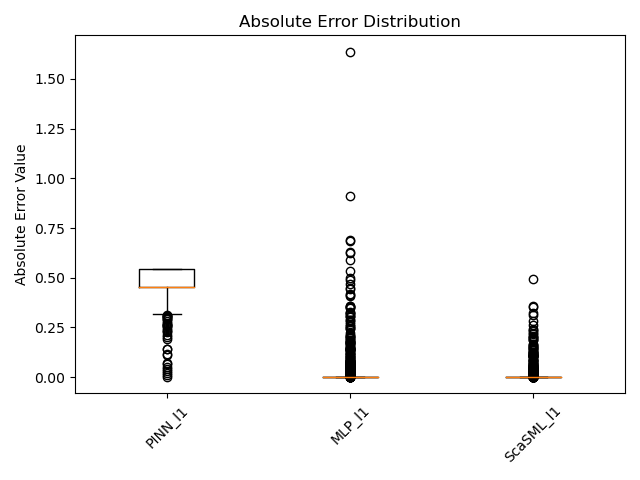 Absolute Error Distribution
Absolute Error Value
1.50
1.25
1.00
0.75
0.50
0.25
0.00
PINN_l1
MLP_l1
ScaSML_l1